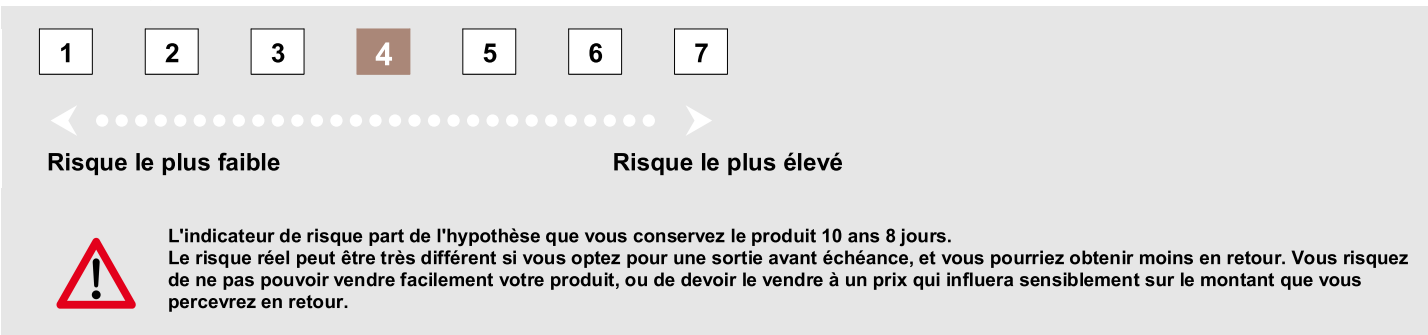 1 2 3 4 5 6 7
Risque le plus faible Risque le plus élevé
L'indicateur de risque part de l'hypothèse que vous conservez le produit 10 ans 8 jours.
Le risque réel peut être très différent si vous optez pour une sortie avant échéance, et vous pourriez obtenir moins en retour. Vous risquez
de ne pas pouvoir vendre facilement votre produit, ou de devoir le vendre à un prix qui influera sensiblement sur le montant que vous
percevrez en retour.